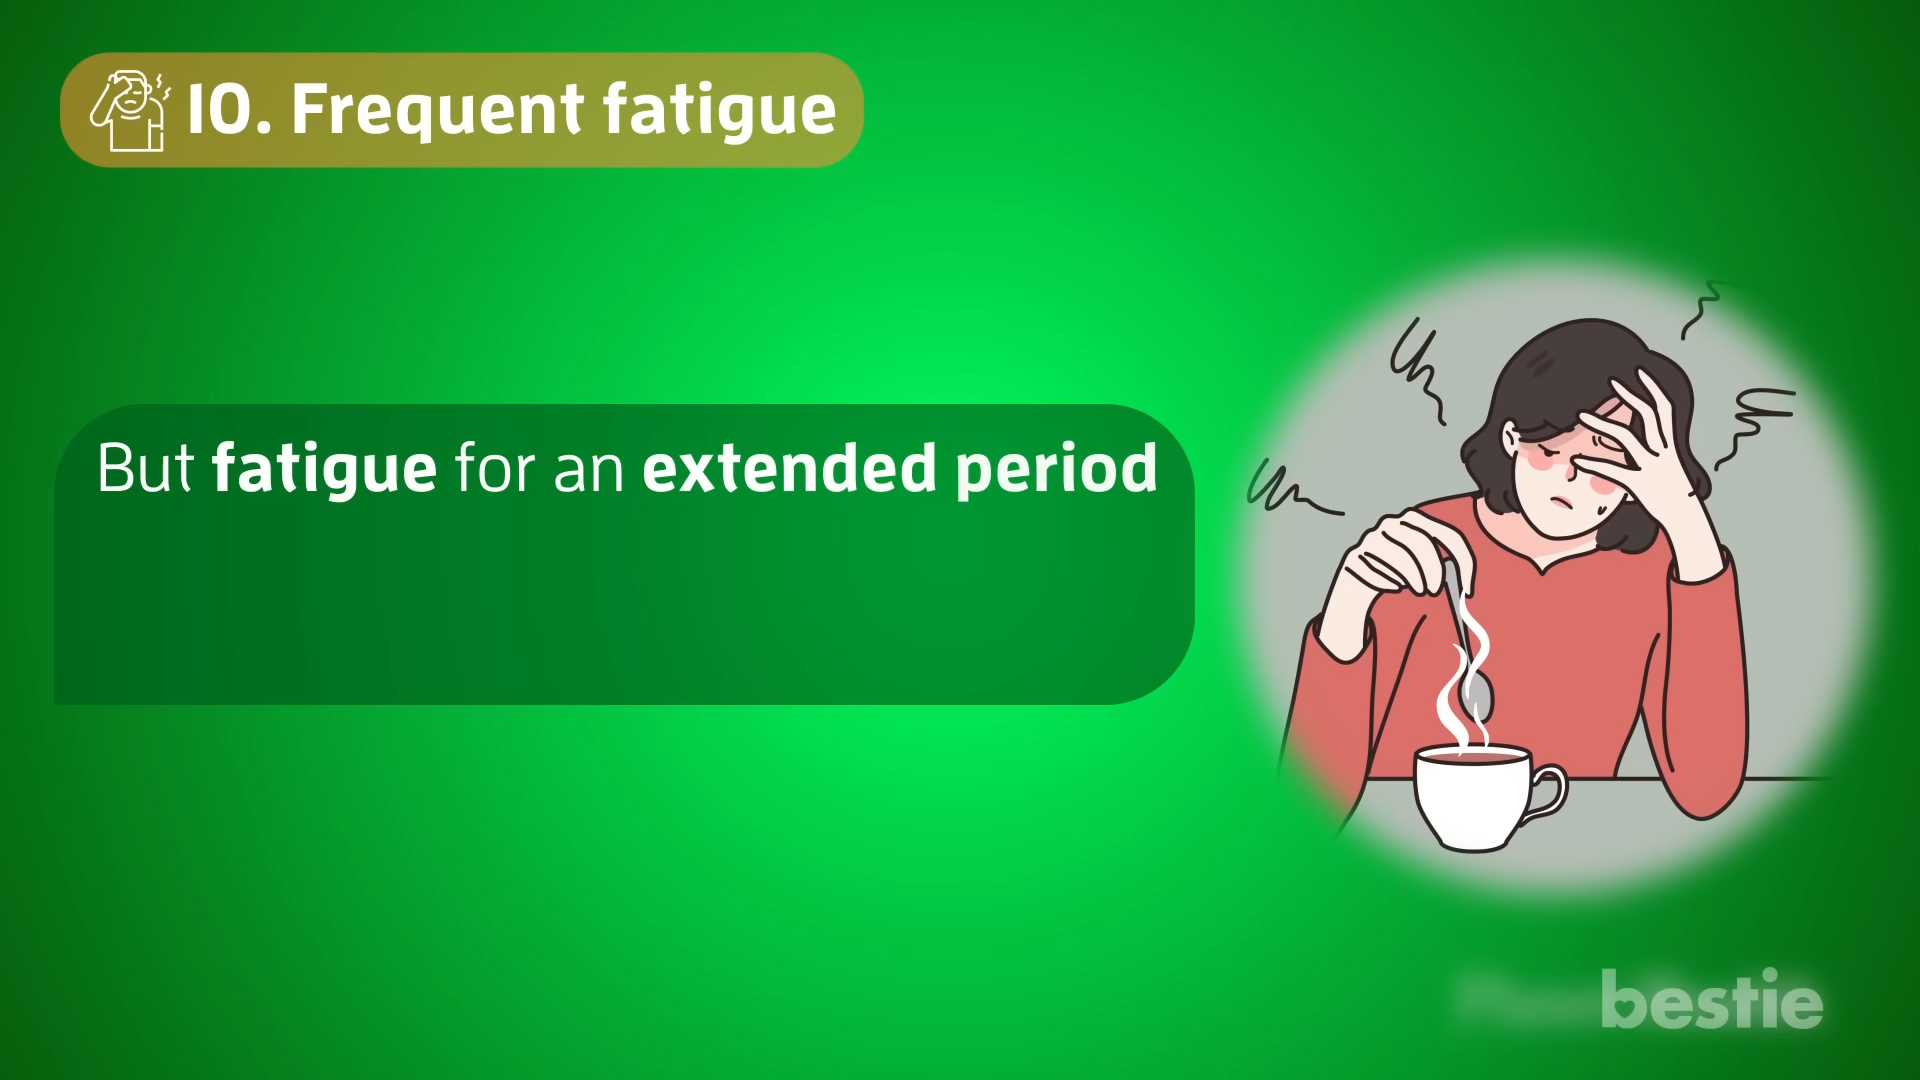 10. Frequent fatigue
But fatigue for an extended period
bestie